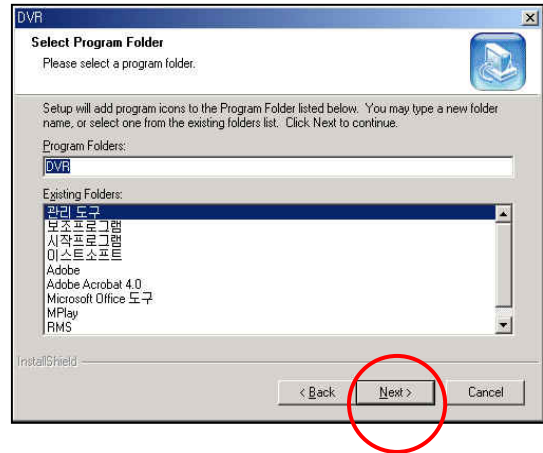 DVR
Select Program Folder
Please select a program folder.
Setup will add program icons to the Program Folder listed below. You may type a new folder
name, or select one from the existing folders list. Click Next to continue.
Program Folders:
DVR
Existing Folders:
관리 도구
보조프로그램
시작프로그램
이스트소프트
Adobe
Adobe Acrobat 4.0
Microsoft Office 도구
MPlay
RMS
InstallShield
< Back Next > Cancel